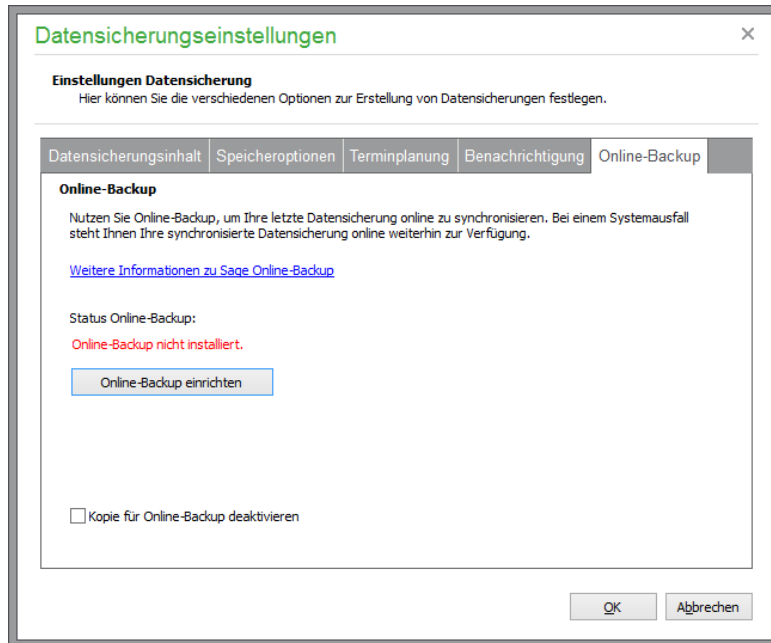 Datensicherungseinstellungen
Einstellungen Datensicherung
Hier können Sie die verschiedenen Optionen zur Erstellung von Datensicherungen festlegen.
Datensicherungsinhalt Speicheroptionen Terminplanung Benachrichtigung Online-Backup
Online-Backup
Nutzen Sie Online-Backup, um Ihre letzte Datensicherung online zu synchronisieren. Bei einem Systemausfall
steht Ihnen Ihre synchronisierte Datensicherung online weiterhin zur Verfügung.
Weitere Informationen zu Sage Online-Backup
Status Online-Backup:
Online-Backup nicht installiert.
Online-Backup einrichten
Kopie für Online-Backup deaktivieren
OK Abbrechen